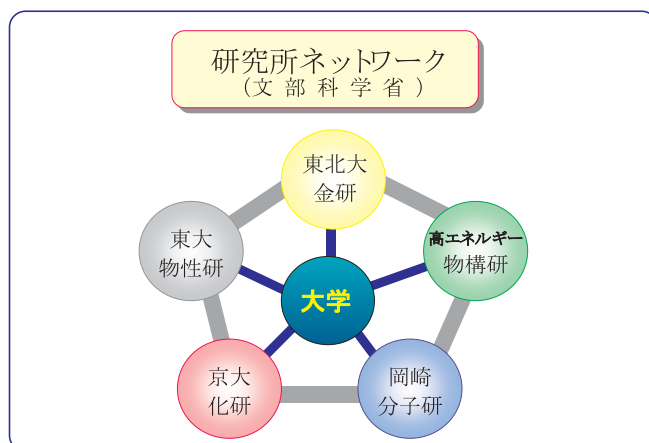 研究所ネットワーク
(文部科学省)
東北大
金研
東大
物性研
高エネルギー
物構研
大学
京大
化研
岡崎
分子研